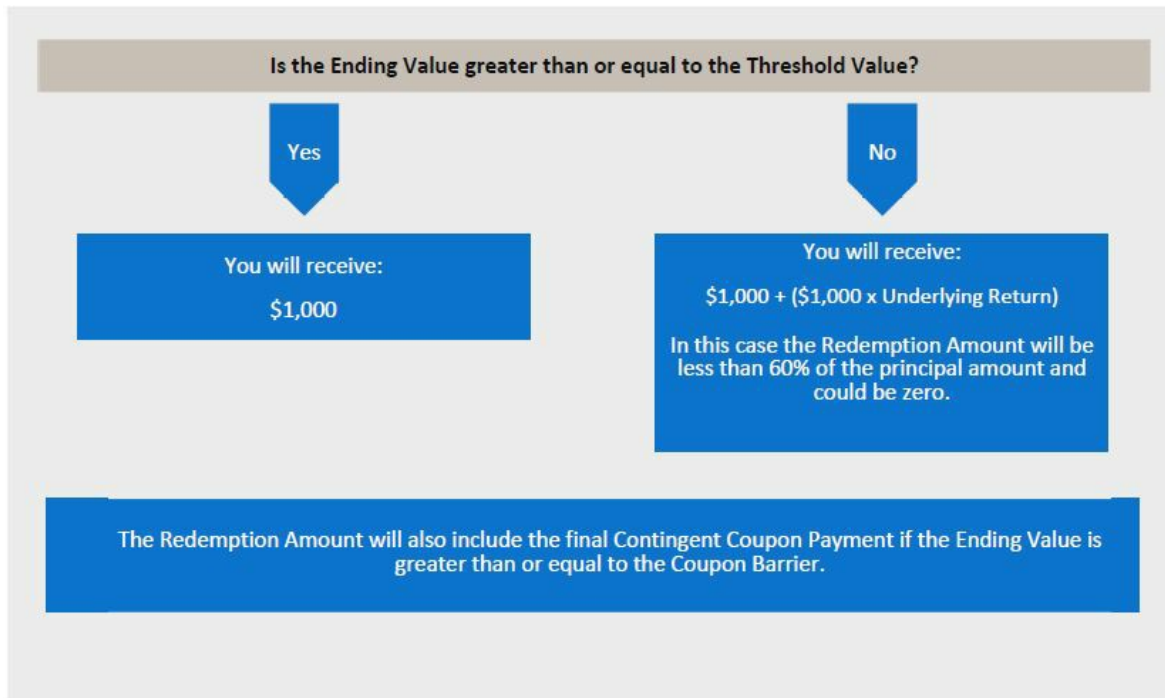 Is the Ending Value greater than or equal to the Threshold Value?
Yes
No
You will receive:
$1,000
You will receive:
$1,000 + ($1,000 x Underlying Return)
In this case the Redemption Amount will be
less than 60% of the principal amount and
could be zero.
The Redemption Amount will also include the final Contingent Coupon Payment if the Ending Value is
greater than or equal to the Coupon Barrier.